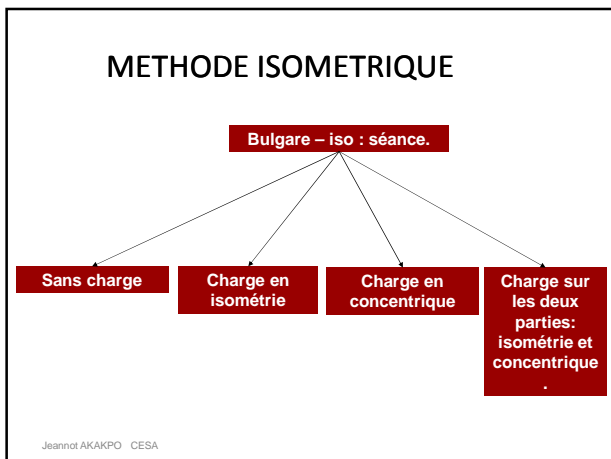 METHODE ISOMETRIQUE
Bulgare – iso : séance.
Sans charge
Charge en
isométrie
Charge en
concentrique
Charge sur
les deux
parties:
isométrie et
concentrique
.
Jeannot AKAKPO CESA